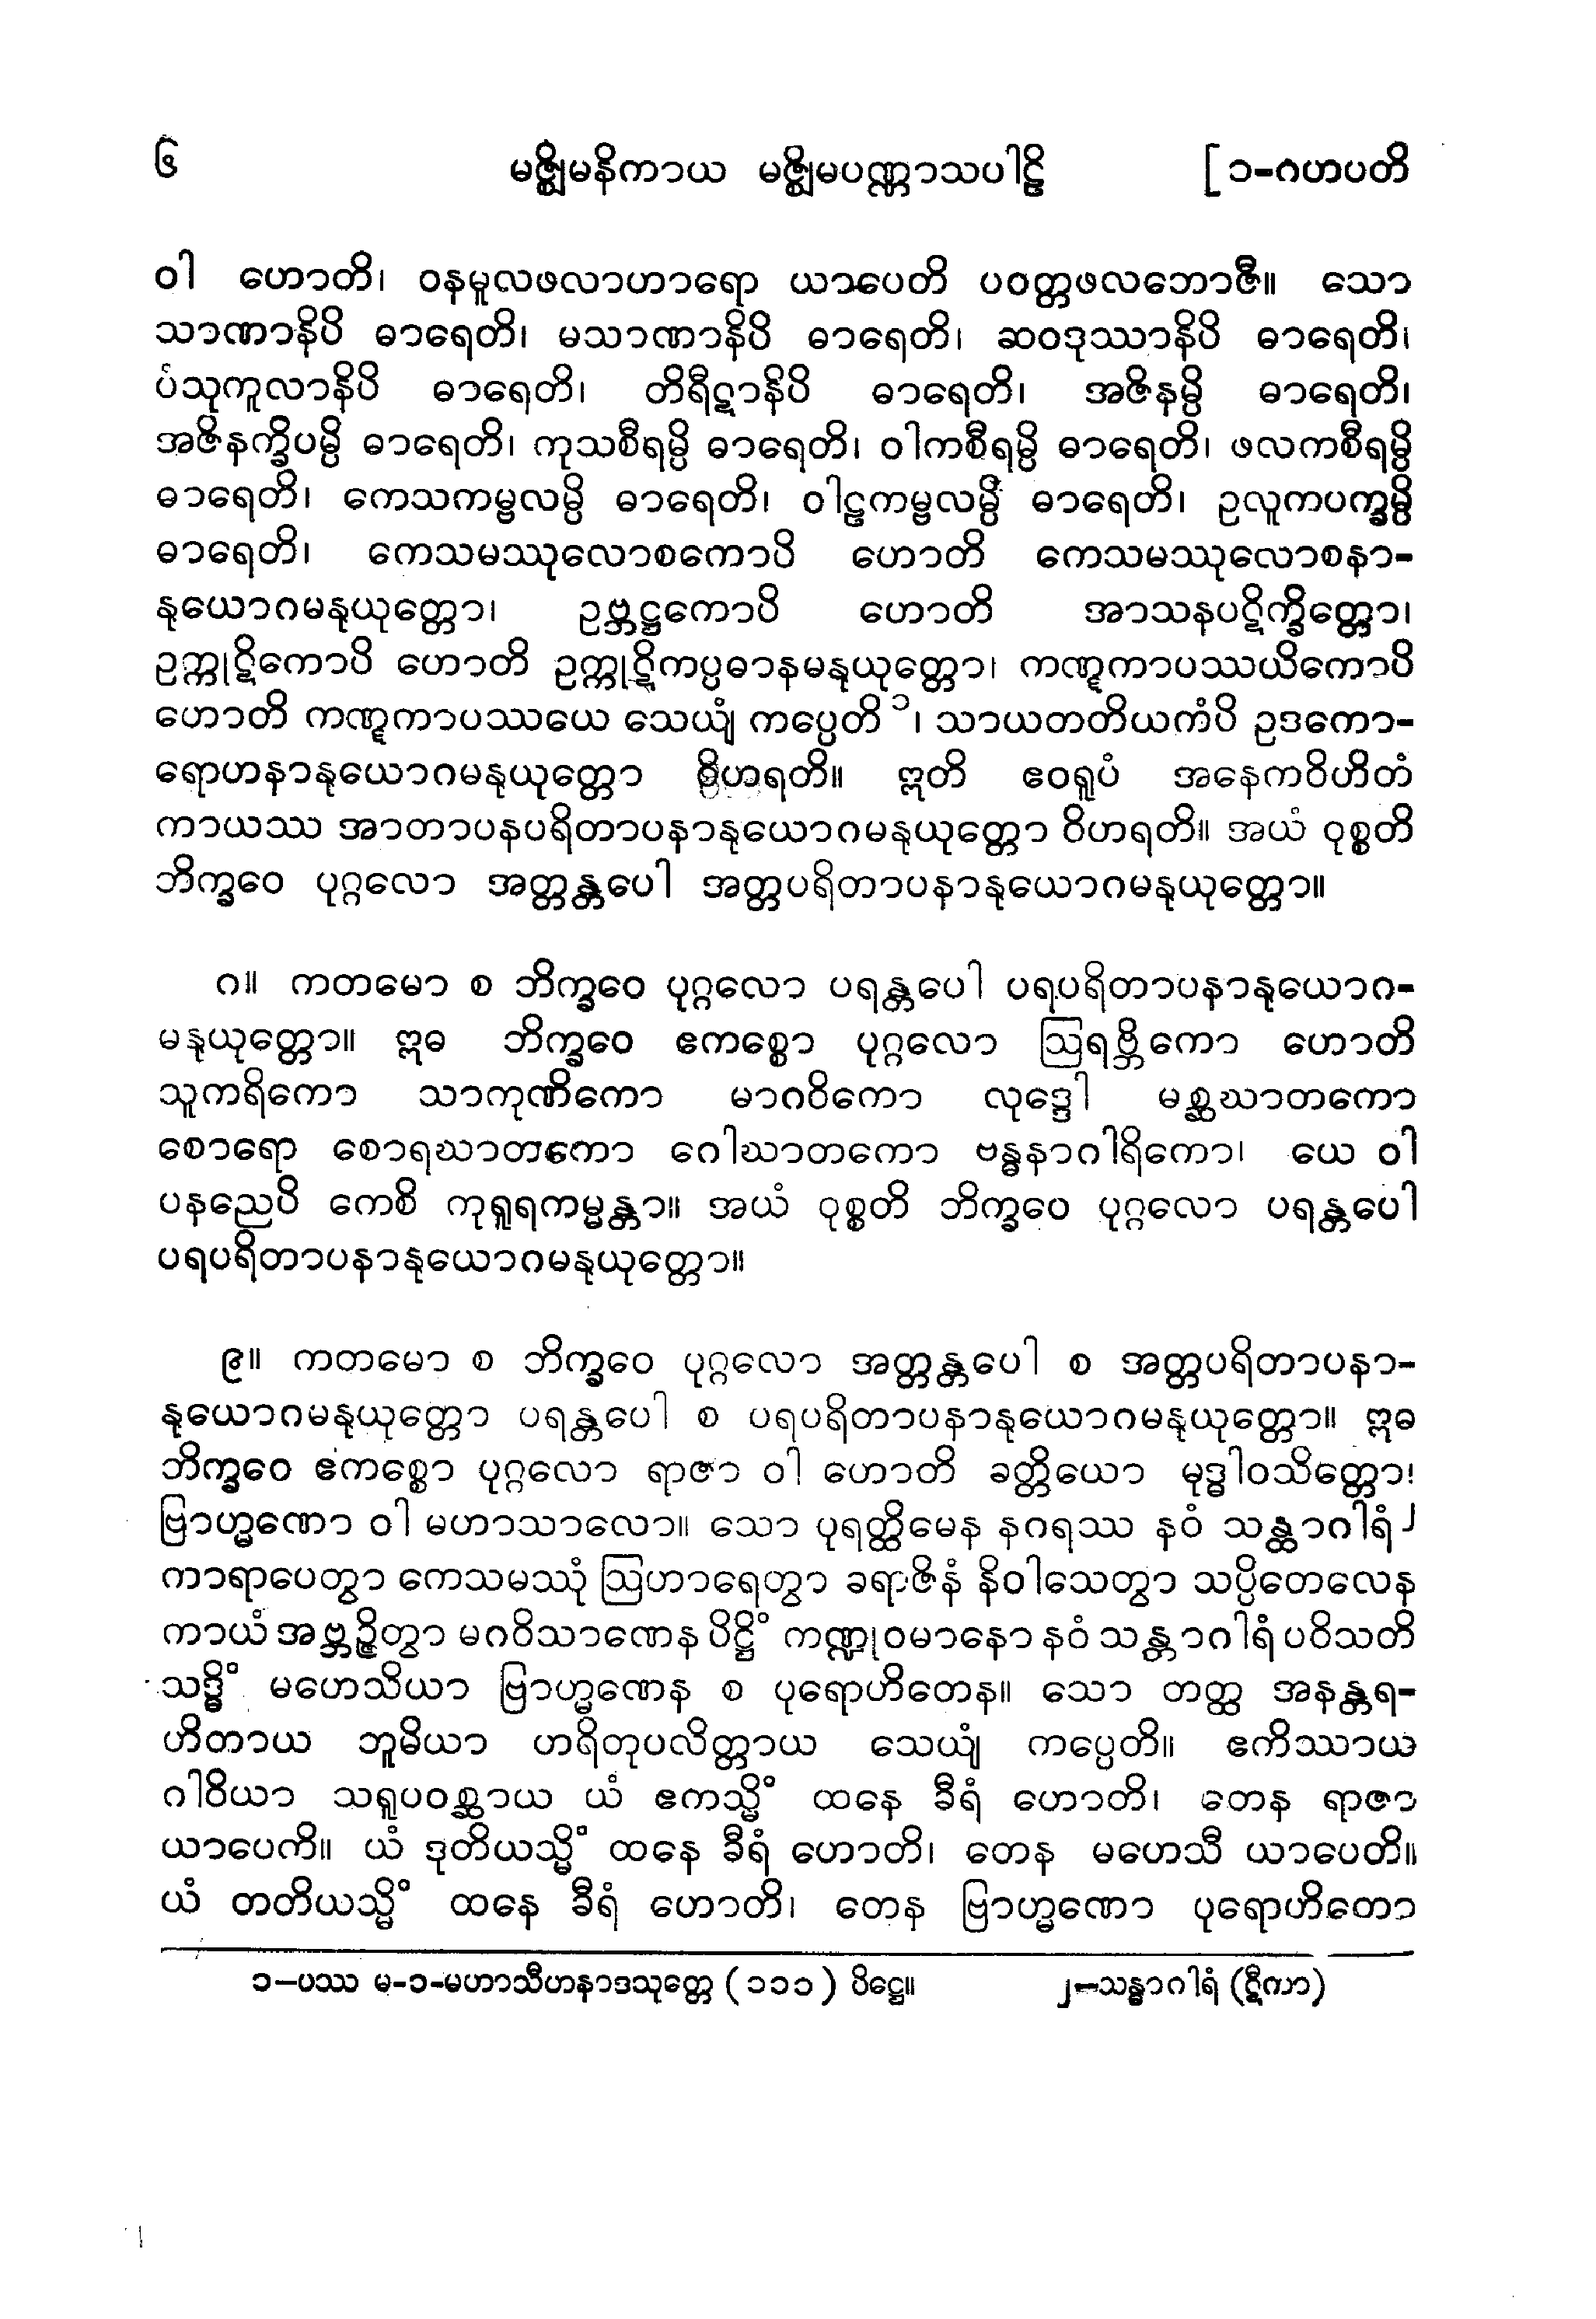 ၆ မဇ္ဈိမနိကာယ မဇ္ဈိမပဏ္ဏာသပါဠိ [ ၁-ဂဟပတိ
ဝါ ဟောတိ၊ ဝနမူလဖလာဟာရော ယာပေတိ ပဝတ္တဖလဘောဇီ။ သော
သာဏာနိပိ ဓာရေတိ၊ မသာဏာနိပိ ဓာရေတိ၊ ဆဝဒုဿာနိပိ ဓာရေတိ၊
ပံသုကူလာနိပိ ဓာရေတိ၊ တိရီဋာနိပိ ဓာရေတိ၊ အဇိနမ္ပိ ဓာရေတိ၊
အဇိနက္ခိပမ္ပိ ဓာရေတိ၊ ကုသစီရမ္ပိ ဓာရေတိ၊ ဝါကစီရမ္ပိ ဓာရေတိ၊ ဖလကစီရမ္ပိ
ဓာရေတိ၊ ကေသကမ္ဗလမ္ပိ ဓာရေတိ၊ ဝါဠကမ္ဗလမ္ပိ ဓာရေတိ၊ ဥလူကပက္ခမ္ပိ
ဓာရေတိ၊ ကေသမဿုလောစကောပိ ဟောတိ ကေသမဿုလောစနာ-
နုယောဂမနုယုတ္တော၊ ဥဗ္ဘဋ္ဌကောပိ ဟောတိ အာသနပဋိက္ခိတ္တော၊
ဥက္ကုဋိကောပိ ဟောတိ ဥက္ကုဋိကပ္ပဓာနမနုယုတ္တော၊ ကဏ္ဋကာပဿယိကောပိ
ဟောတိ ကဏ္ဋကာပဿယေ သေယျံ ကပ္ပေတိ၁၊ သာယတတိယကံပိ ဥဒကော-
ရောဟနာနုယောဂမနုယုတ္တော ဝိဟရတိ။ ဣတိ ဧဝရူပံ အနေကဝိဟိတံ
ကာယဿ အာတာပနပရိတာပနာနုယောဂမနုယုတ္တော ဝိဟရတိ။ အယံ ဝုစ္စတိ
ဘိက္ခဝေ ပုဂ္ဂလော အတ္တန္တပေါ အတ္တပရိတာပနာနုယောဂမနုယုတ္တော။
ဂ။ ကတမော စ ဘိက္ခဝေ ပုဂ္ဂလော ပရန္တပေါ ပရပရိတာပနာနုယောဂ-
မနုယုတ္တော။ ဣဓ ဘိက္ခဝေ ဧကစ္စော ပုဂ္ဂလော ဩရဗ္ဘိကော ဟောတိ
သူကရိကော သာကုဏိကော မာဂဝိကော လုဒ္ဒေါ မစ္ဆဃာတကော
စောရော စောရဃာတကော ဂေါဃာတကော ဗန္ဓနာဂါရိကော၊ ယေ ဝါ
ပနညေပိ ကေစိ ကုရူရကမ္မန္တာ။ အယံ ဝုစ္စတိ ဘိက္ခဝေ ပုဂ္ဂလော ပရန္တပေါ
ပရပရိတာပနာနုယောဂမနုယုတ္တော။
၉။ ကတမော စ ဘိက္ခဝေ ပုဂ္ဂလော အတ္တန္တပေါ စ အတ္တပရိတာပနာ-
နုယောဂမနုယုတ္တော ပရန္တပေါ စ ပရပရိတာပနာနုယောဂမနုယုတ္တော။ ဣဓ
ဘိက္ခဝေ ဧကစ္စော ပုဂ္ဂလော ရာဇာ ဝါ ဟောတိ ခတ္တိယော မုဒ္ဓါဝသိတ္တော၊
ဗြာဟ္မဏော ဝါ မဟာသာလော။ သော ပုရတ္ထိမေန နဂရဿ နဝံ သန္ထာဂါရံ၂
ကာရာပေတွာ ကေသမဿုံ ဩဟာရေတွာ ခရာဇိနံ နိဝါသေတွာ သပ္ပိတေလေန
ကာယံ အဗ္ဘဉ္ဇိတွာ မဂဝိသာဏေန ပိဋ္ဌိံ ကဏ္ဍုဝမာနော နဝံ သန္တာဂါရံ ပဝိသတိ
သဒ္ဓိံ မဟေသိယာ ဗြာဟ္မဏေန စ ပုရောဟိတေန။ သော တတ္ထ အနန္တရ-
ဟိတာယ ဘူမိယာ ဟရိတုပလိတ္တာယ သေယျံ ကပ္ပေတိ။ ဧကိဿာယ
ဂါဝိယာ သရူပဝစ္ဆာယ ယံ ဧကသ္မိံ ထနေ ခီရံ ဟောတိ၊ တေန ရာဇာ
ယာပေကိ။ ယံ ဒုတိယသ္မိံ ထနေ ခီရံ ဟောတိ၊ တေန မဟေသီ ယာပေတိ။
ယံ တတိယသ္မိံ ထနေ ခီရံ ဟောတိ၊ တေန ဗြာဟ္မဏော ပုရောဟိတော
၁–ပဿ မ-၁-မဟာသီဟနာဒသုတ္တေ (၁၁၁) ပိဋ္ဌေ။ ၂–သန္ဓာဂါရံ (ဋီကာ)